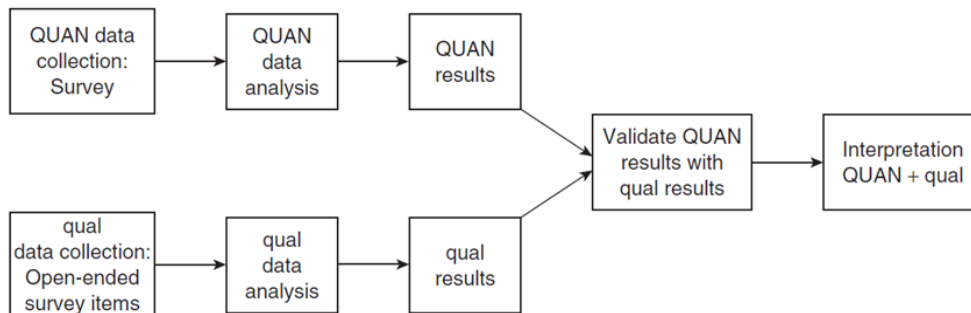 QUAN data
collection:
Survey
QUAN
data
analysis
QUAN
results
Validate QUAN
results with
qual results
Interpretation
QUAN + qual
qual
data collection:
Open-ended
survey items
qual
data
analysis
qual
results